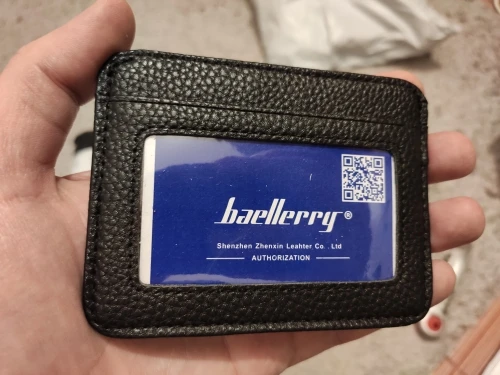 baellerry®
Shenzhen Zhenxin Leahter Co. . Ltd
AUTHORIZATION